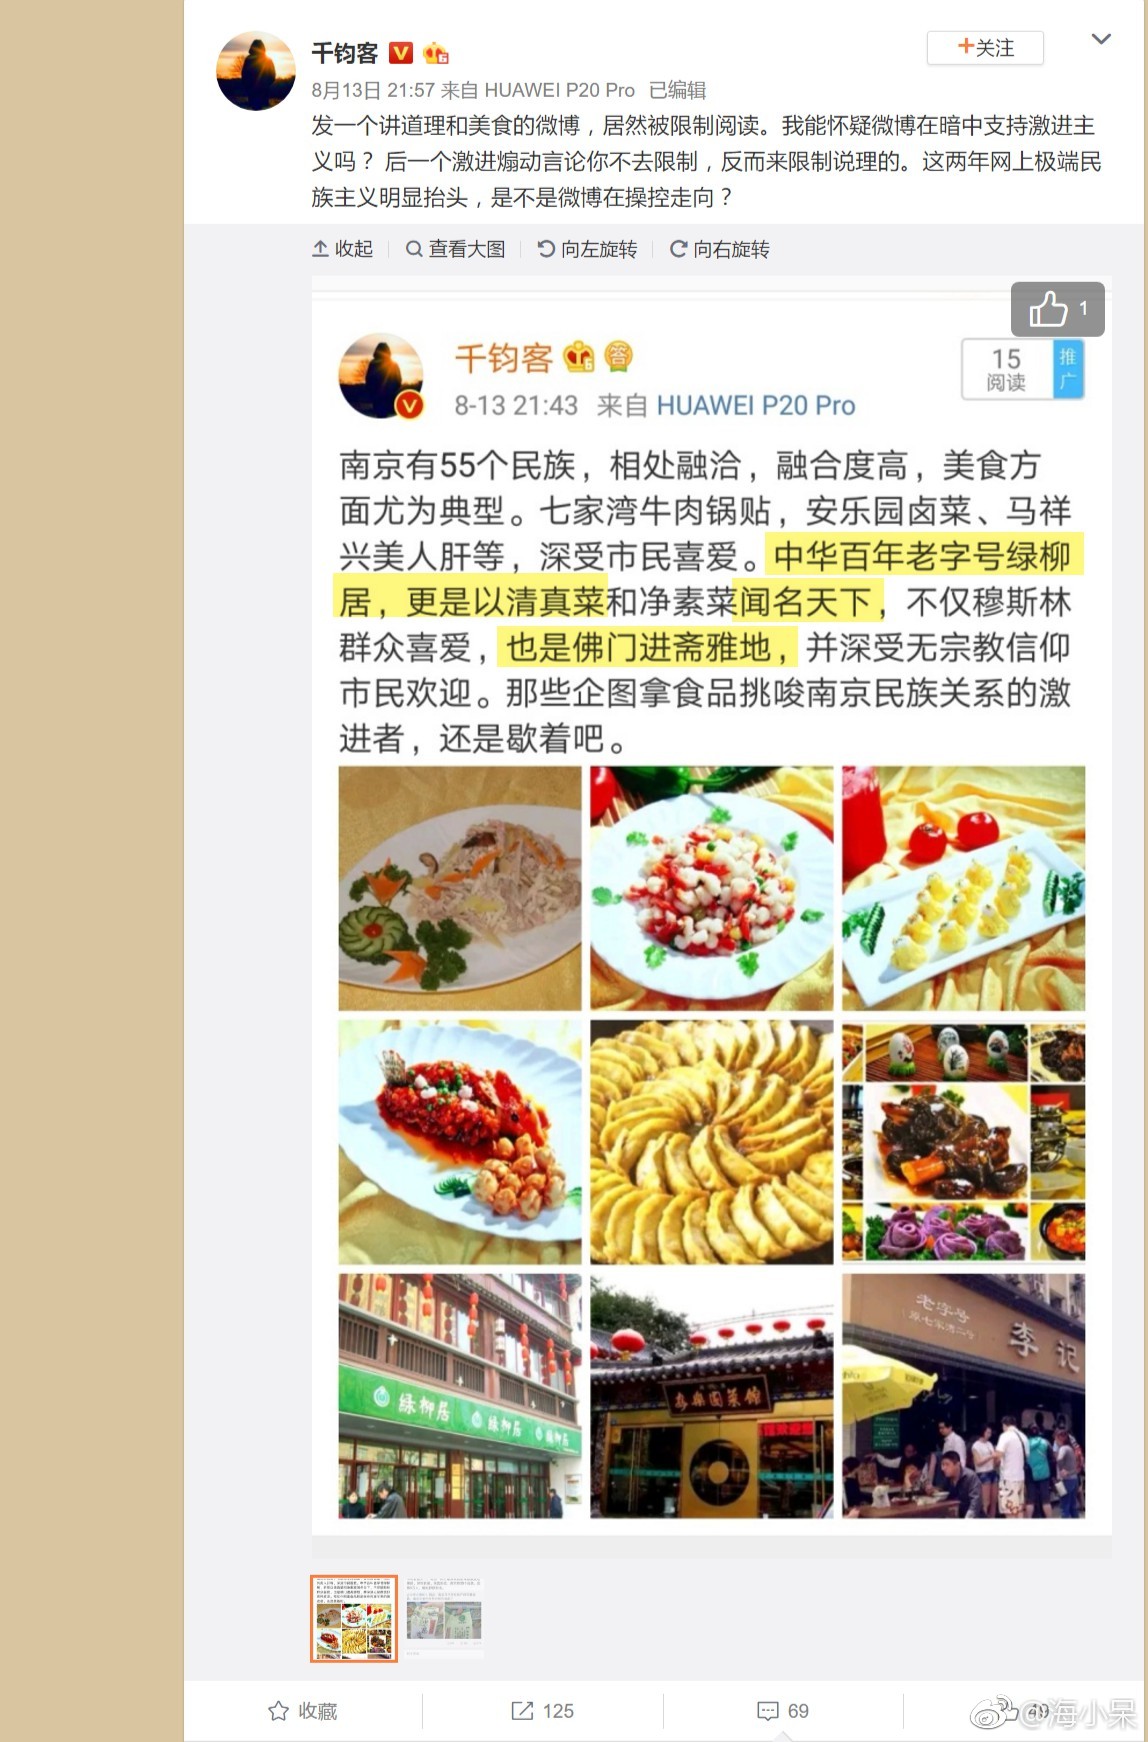 千钧客
+关注
8月13日 21:57 来自 HUAWEI P20 Pro 已编辑
发一个讲道理和美食的微博，居然被限制阅读。我能怀疑微博在暗中支持激进主
义吗？ 后一个激进煽动言论你不去限制，反而来限制说理的。这两年网上极端民
族主义明显抬头，是不是微博在操控走向？
收起 查看大图 向左旋转 向右旋转
1
千钧客
15
阅读
推广
8-13 21:43 来自 HUAWEI P20 Pro
南京有55个民族，相处融洽，融合度高，美食方
面尤为典型。七家湾牛肉锅贴，安乐园卤菜、马祥
兴美人肝等，深受市民喜爱。中华百年老字号绿柳
居，更是以清真菜和净素菜闻名天下，不仅穆斯林
群众喜爱，也是佛门进斋雅地，并深受无宗教信仰
市民欢迎。那些企图拿食品挑唆南京民族关系的激
进者，还是歇着吧。
绿柳居
绿柳居
绿柳居
安樂園菜館
老字号
李记
收藏 125 69 49
@海小呆